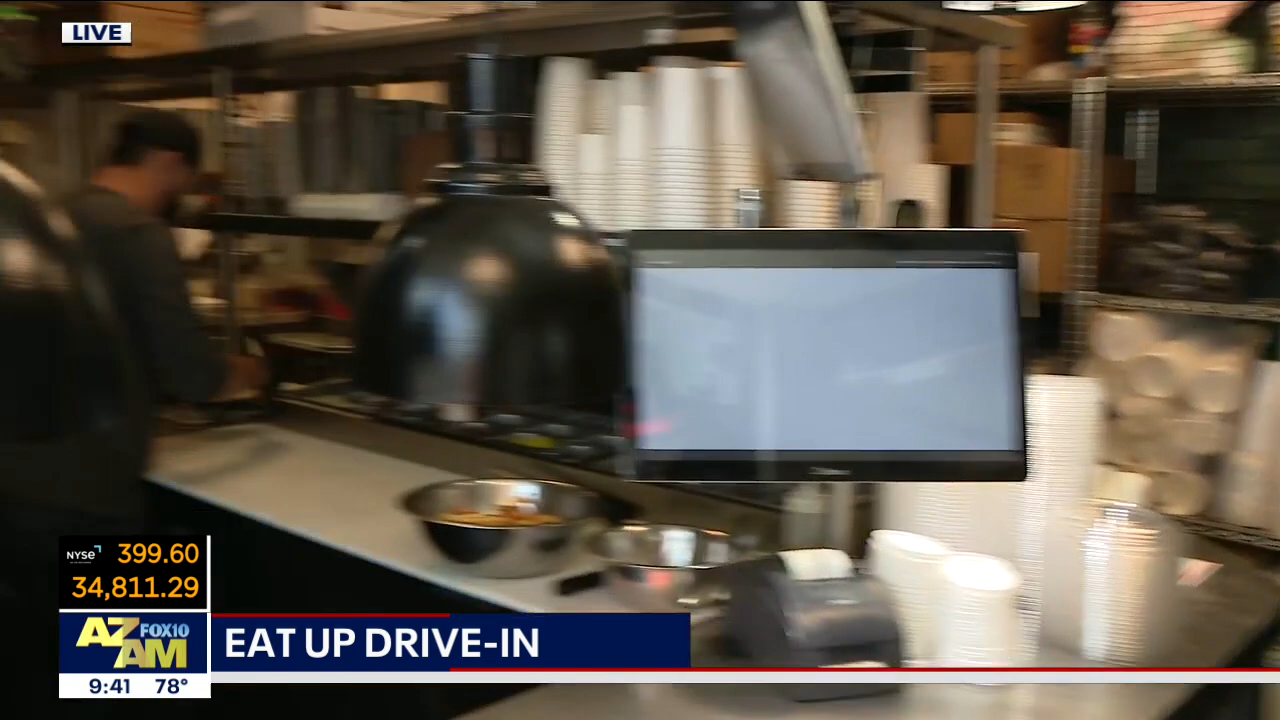 LIVE
NYSE 399.60
34,811.29
AZ FOX10
AM
9:41 78°
EAT UP DRIVE-IN